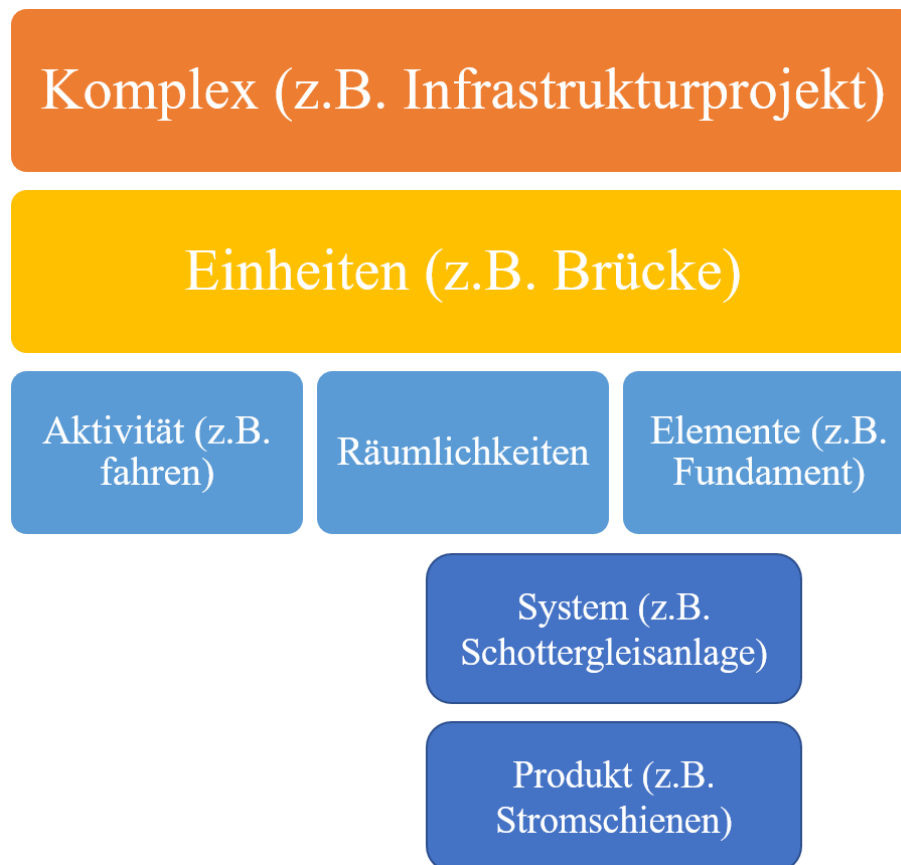 Komplex (z.B. Infrastrukturprojekt)
Einheiten (z.B. Brücke)
Aktivität (z.B.
fahren)
Räumlichkeiten
Elemente (z.B.
Fundament)
System (z.B.
Schottergleisanlage)
Produkt (z.B.
Stromschienen)